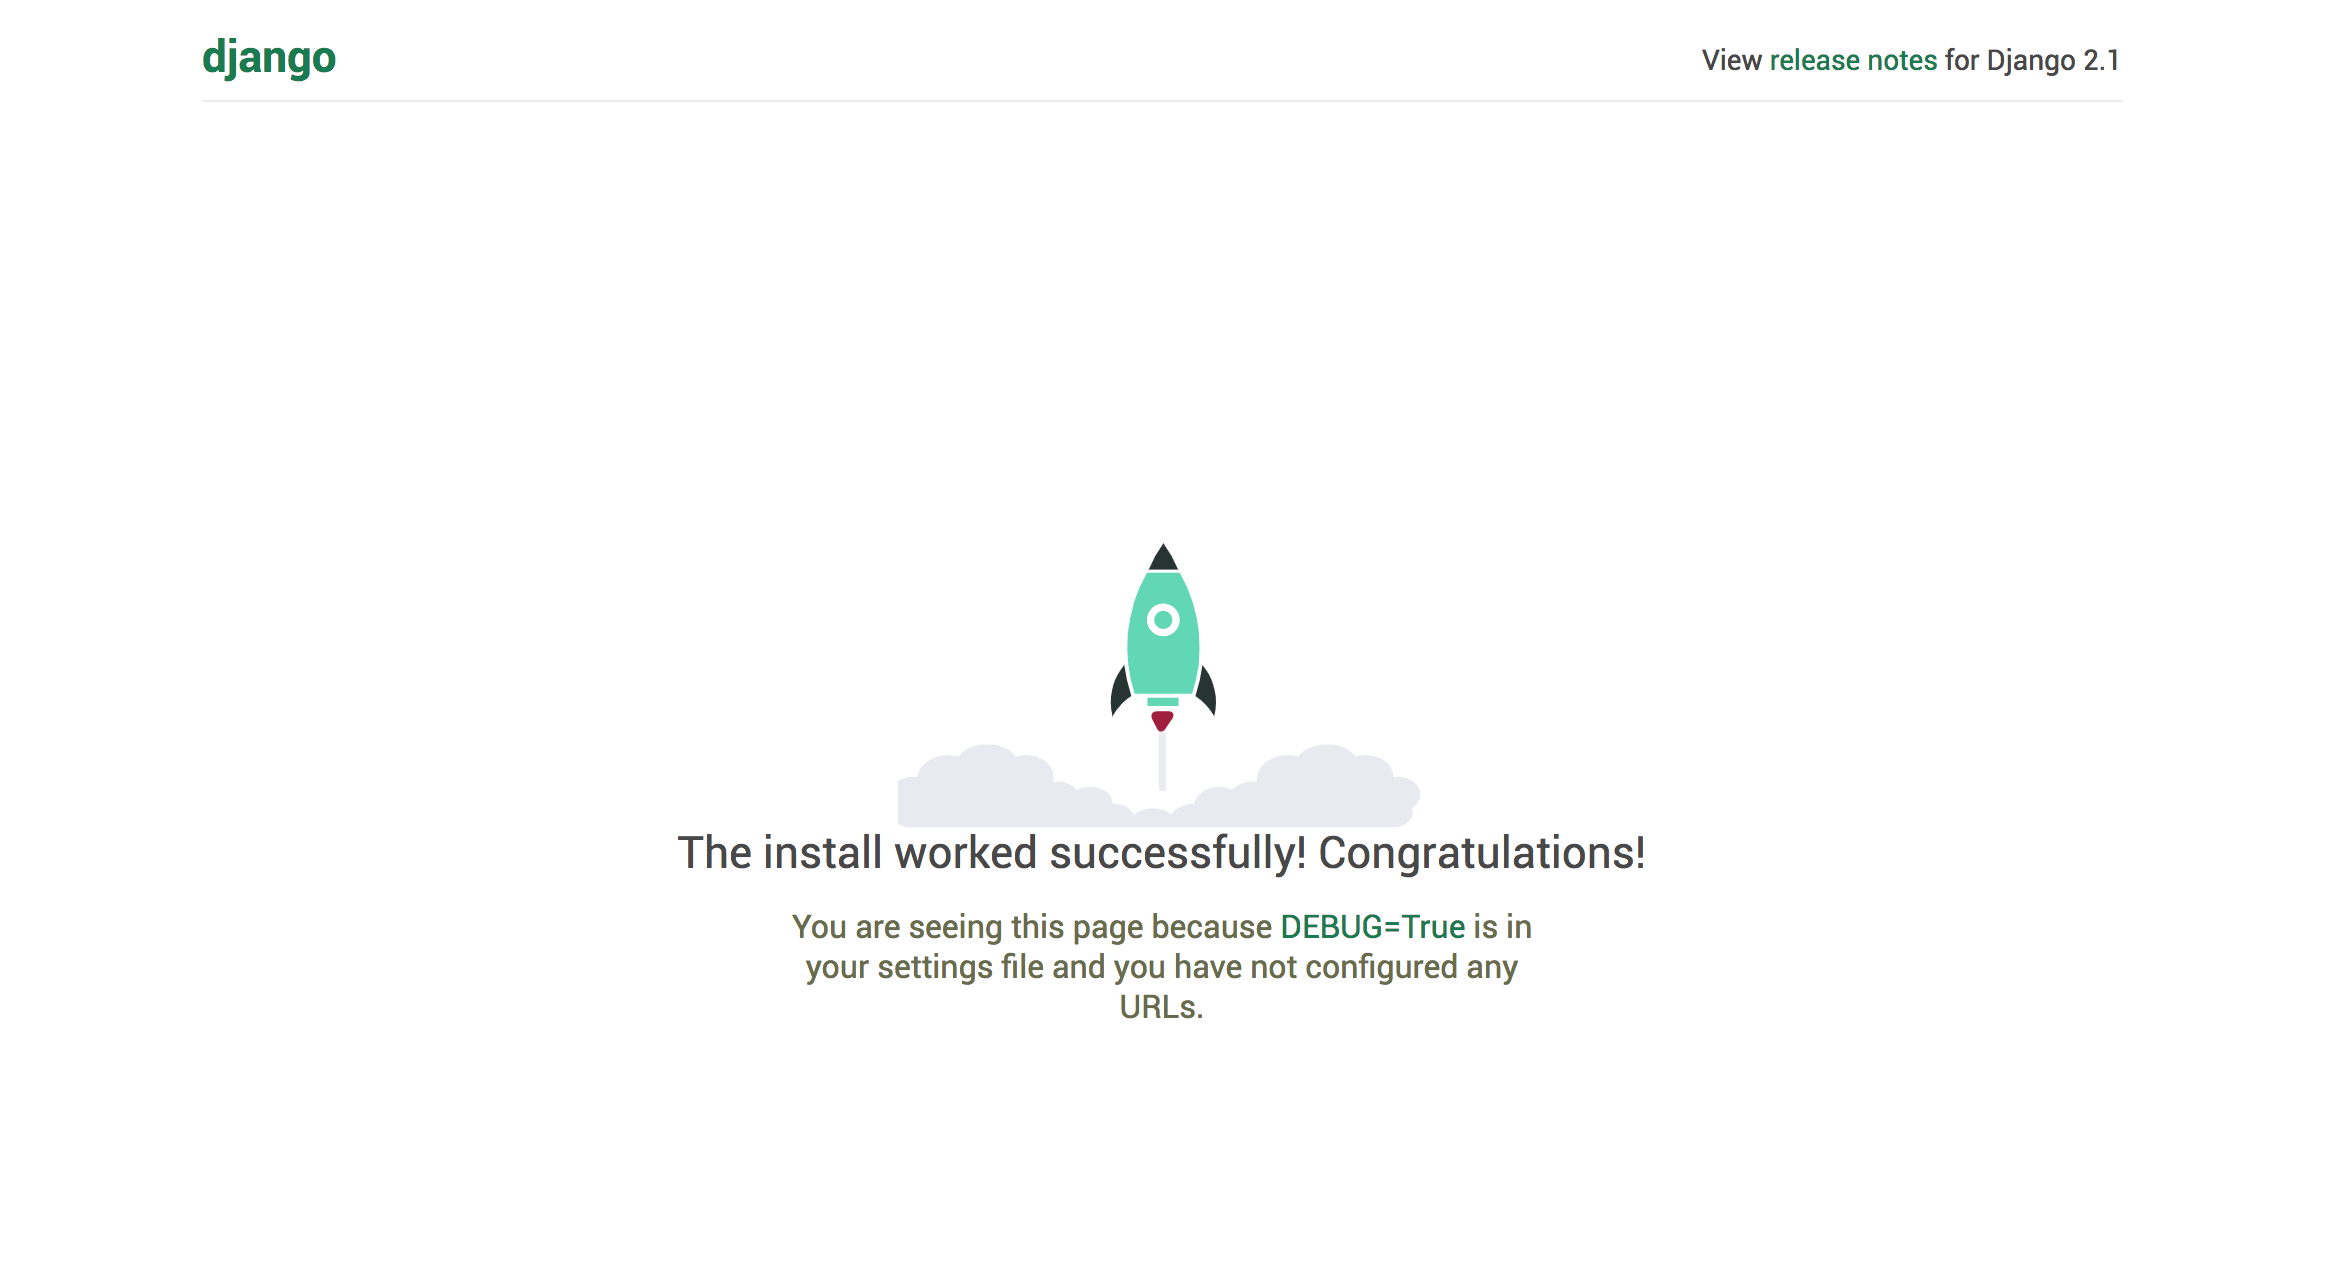 django
View release notes for Django 2.1
The install worked successfully! Congratulations!
You are seeing this page because DEBUG=True is in
your settings file and you have not configured any
URLs.